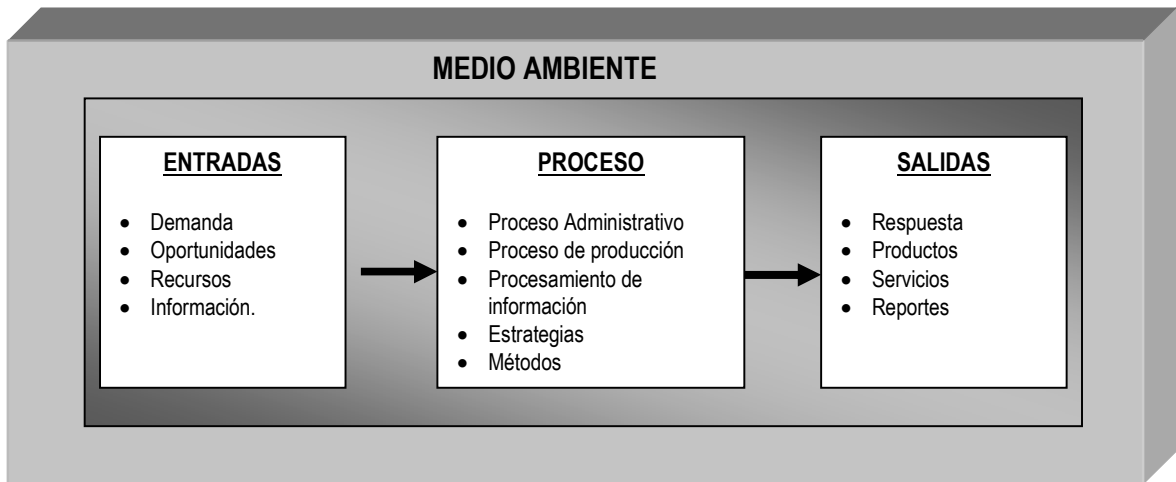 MEDIO AMBIENTE
ENTRADAS
• Demanda
• Oportunidades
• Recursos
• Información.
PROCESO
• Proceso Administrativo
• Proceso de producción
• Procesamiento de
información
• Estrategias
• Métodos
SALIDAS
• Respuesta
• Productos
• Servicios
• Reportes